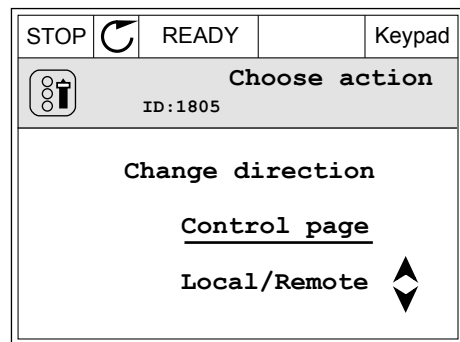 STOP READY Keypad
Choose action
ID:1805
Change direction
Control page
Local/Remote